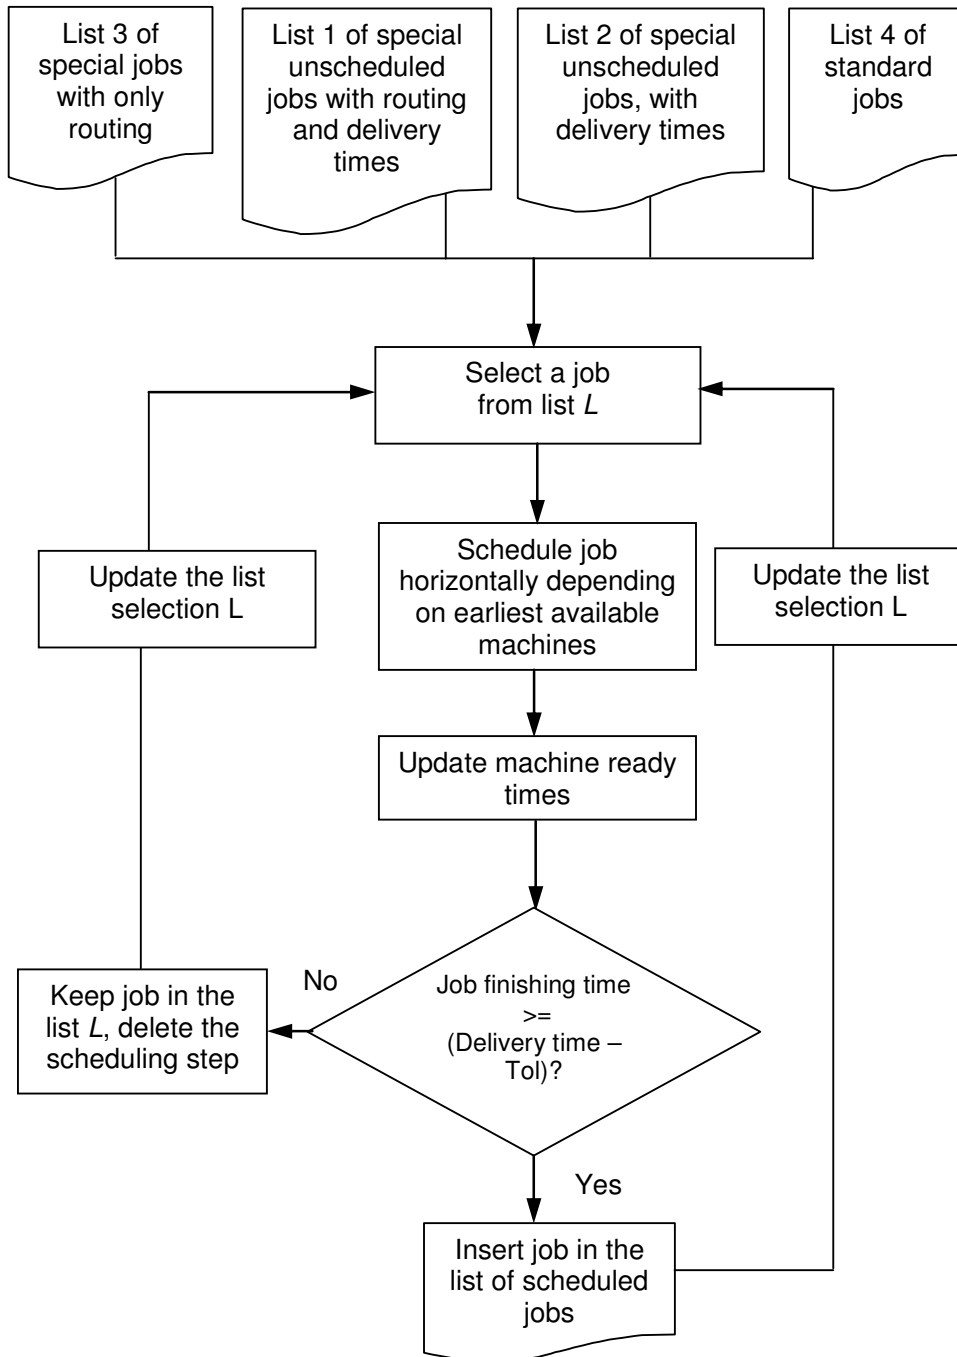 List 3 of
special jobs
with only
routing
List 1 of special
unscheduled
jobs with routing
and delivery
times
List 2 of special
unscheduled
jobs, with
delivery times
List 4 of
standard
jobs
Select a job
from list L
Schedule job
horizontally depending
on earliest available
machines
Update the list
selection L
Update the list
selection L
Update machine ready
times
Job finishing time
>=
(Delivery time –
Tol)?
No
Keep job in the
list L, delete the
scheduling step
Yes
Insert job in the
list of scheduled
jobs